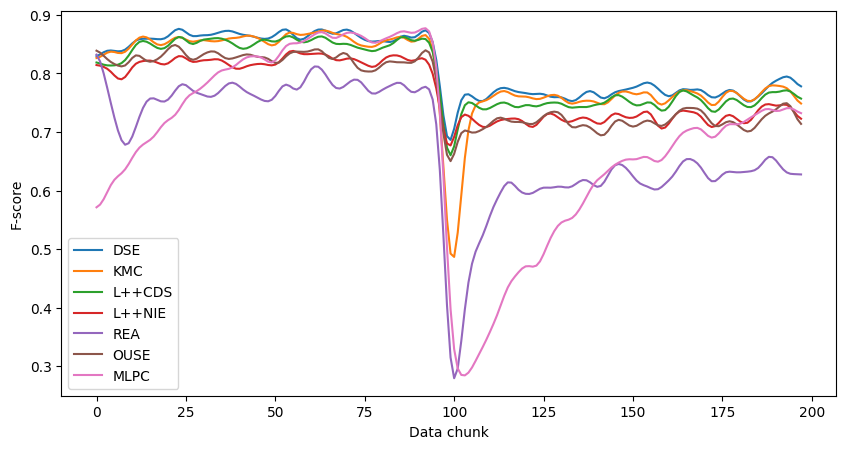 0.9
0.8
0.7
0.6
0.5
0.4
0.3
F-score
DSE
KMC
L++CDS
L++NIE
REA
OUSE
MLPC
0 25 50 75 100 125 150 175 200
Data chunk